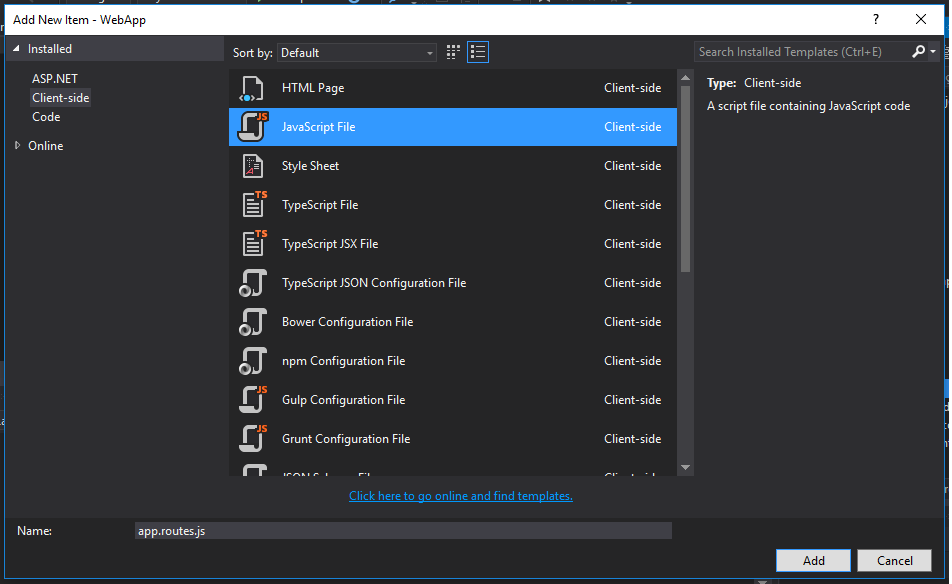 Add New Item - WebApp
?
Installed
Sort by: Default
Search Installed Templates (Ctrl+E)
ASP.NET
Client-side
Code
Online
HTML Page Client-side
JS JavaScript File Client-side
Style Sheet Client-side
TS TypeScript File Client-side
TS TypeScript JSX File Client-side
TypeScript JSON Configuration File Client-side
Bower Configuration File Client-side
npm Configuration File Client-side
JS Gulp Configuration File Client-side
JS Grunt Configuration File Client-side
Type: Client-side
A script file containing JavaScript code
Click here to go online and find templates.
Name: app.routes.js
Add Cancel